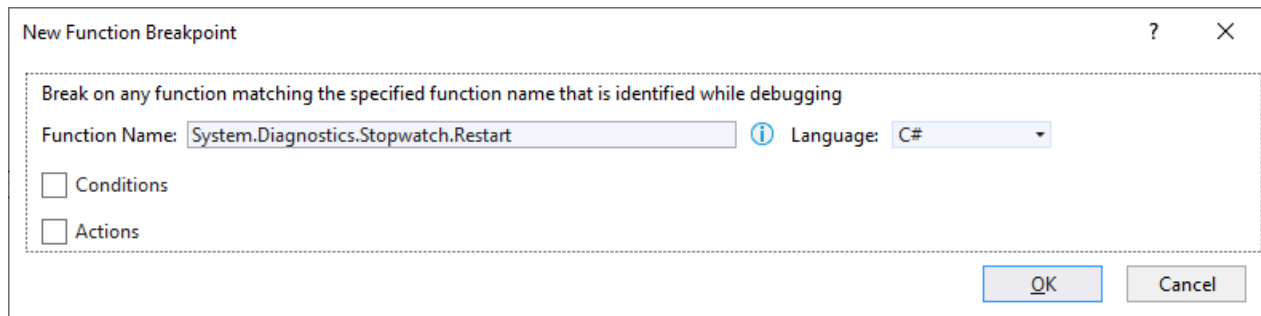 New Function Breakpoint ?
Break on any function matching the specified function name that is identified while debugging
Function Name: System.Diagnostics.Stopwatch.Restart Language: C#
Conditions
Actions
OK Cancel